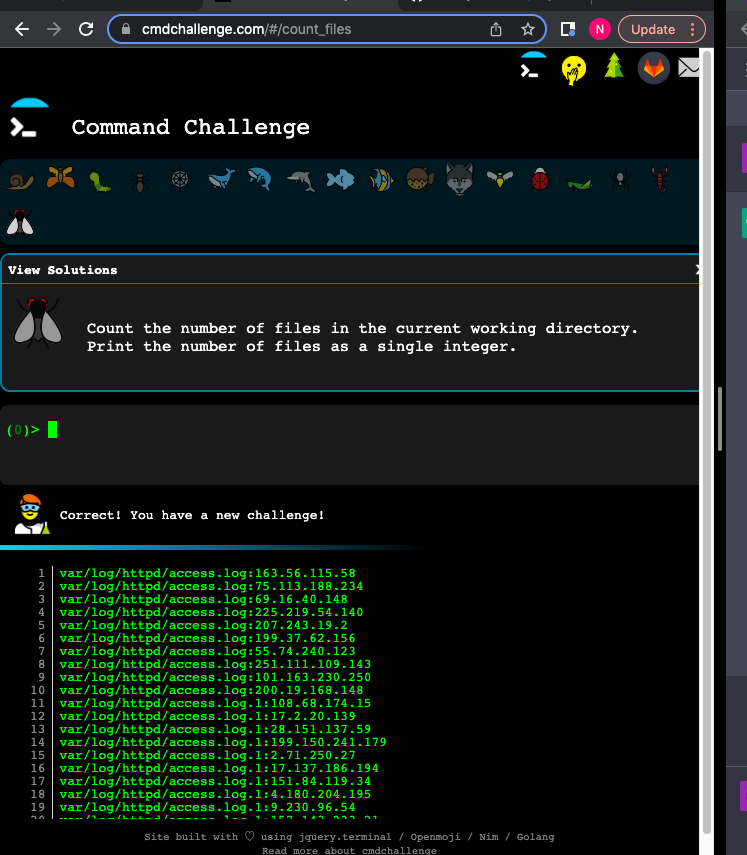 cmdchallenge.com/#/count_files
N
Update
Command Challenge
View Solutions
Count the number of files in the current working directory.
Print the number of files as a single integer.
(0)>
Correct! You have a new challenge!
1 var/log/httpd/access.log:163.56.115.58
2 var/log/httpd/access.log:75.113.188.234
3 var/log/httpd/access.log:69.16.40.148
4 var/log/httpd/access.log:225.219.54.140
5 var/log/httpd/access.log:207.243.19.2
6 var/log/httpd/access.log:199.37.62.156
7 var/log/httpd/access.log:55.74.240.123
8 var/log/httpd/access.log:251.111.109.143
9 var/log/httpd/access.log:101.163.230.250
10 var/log/httpd/access.log:200.19.168.148
11 var/log/httpd/access.log.1:108.68.174.15
12 var/log/httpd/access.log.1:17.2.20.139
13 var/log/httpd/access.log.1:28.151.137.59
14 var/log/httpd/access.log.1:199.150.241.179
15 var/log/httpd/access.log.1:2.71.250.27
16 var/log/httpd/access.log.1:17.137.186.194
17 var/log/httpd/access.log.1:151.84.119.34
18 var/log/httpd/access.log.1:4.180.204.195
19 var/log/httpd/access.log.1:9.230.96.54
Site built with ♡ using jquery.terminal / Openmoji / Nim / Golang
Read more about cmdchallenge